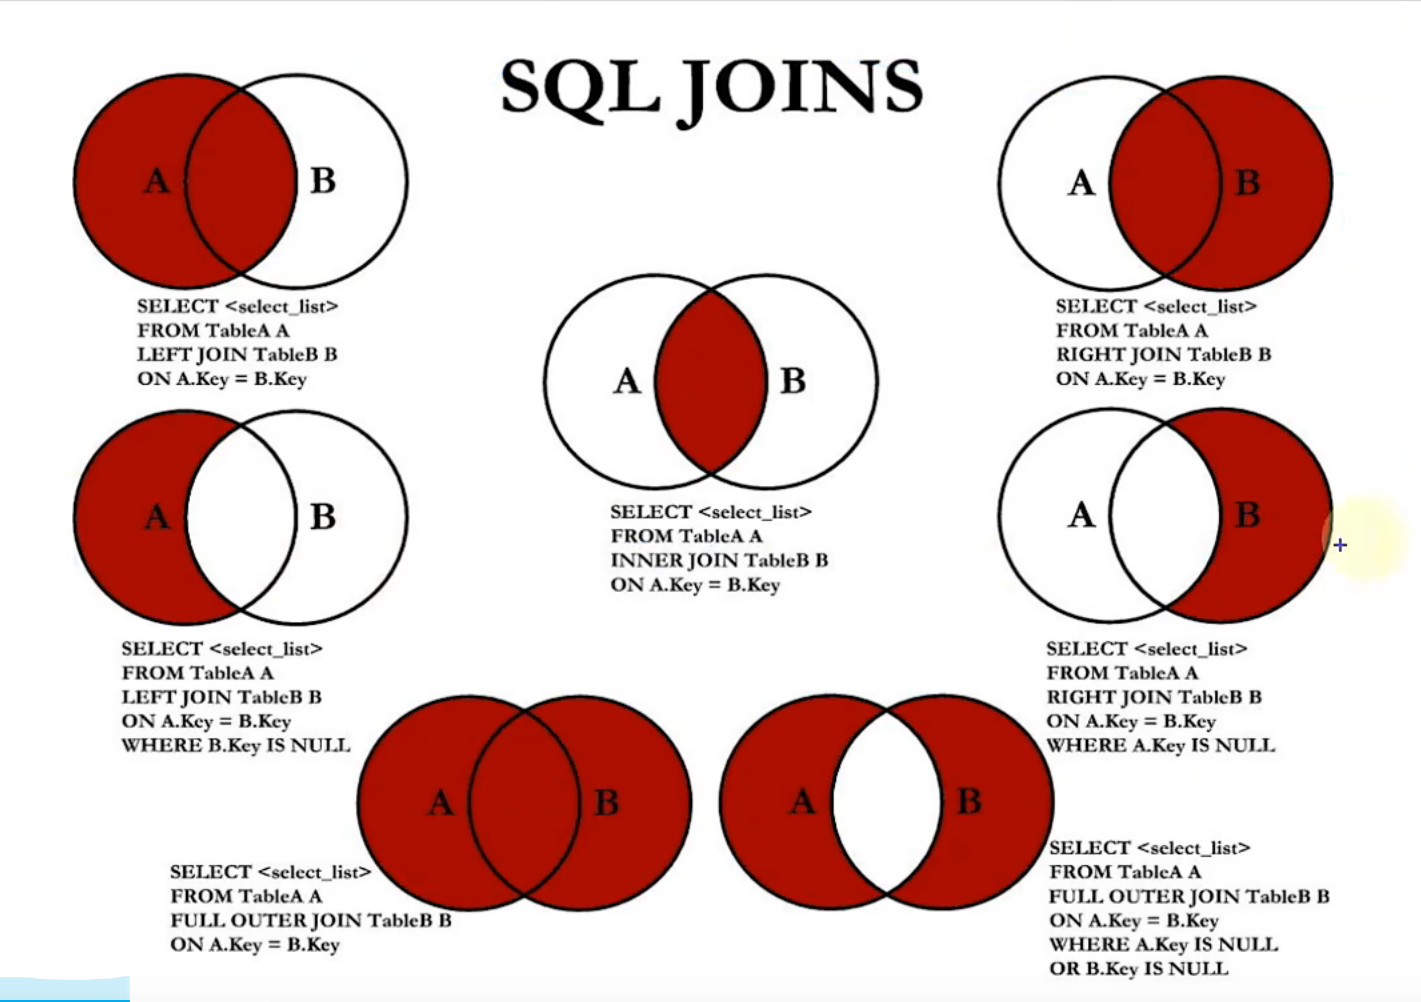 SQL JOINS
A B
SELECT <select_list>
FROM TableA A
LEFT JOIN TableB B
ON A.Key = B.Key
A B
SELECT <select_list>
FROM TableA A
RIGHT JOIN TableB B
ON A.Key = B.Key
A B
SELECT <select_list>
FROM TableA A
INNER JOIN TableB B
ON A.Key = B.Key
A B
SELECT <select_list>
FROM TableA A
LEFT JOIN TableB B
ON A.Key = B.Key
WHERE B.Key IS NULL
A B
SELECT <select_list>
FROM TableA A
RIGHT JOIN TableB B
ON A.Key = B.Key
WHERE A.Key IS NULL
A B
SELECT <select_list>
FROM TableA A
FULL OUTER JOIN TableB B
ON A.Key = B.Key
A B
SELECT <select_list>
FROM TableA A
FULL OUTER JOIN TableB B
ON A.Key = B.Key
WHERE A.Key IS NULL
OR B.Key IS NULL